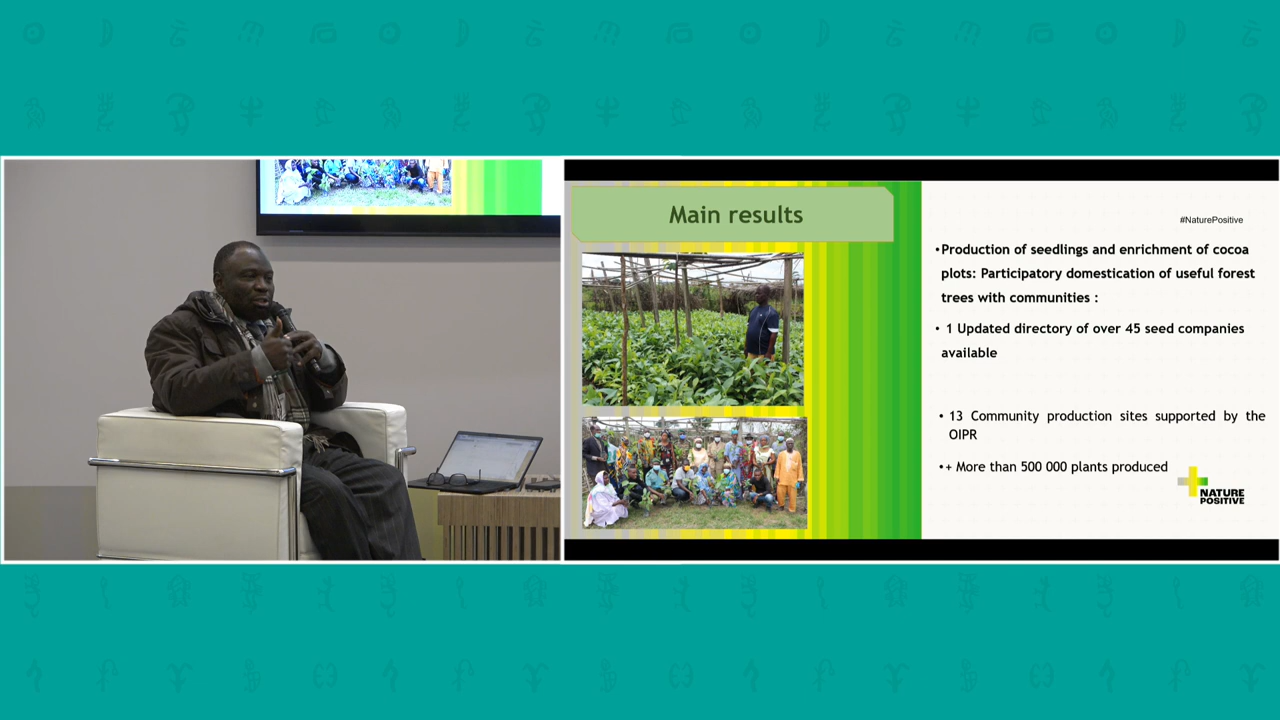 Main results
#NaturePositive
•Production of seedlings and enrichment of cocoa
plots: Participatory domestication of useful forest
trees with communities :
• 1 Updated directory of over 45 seed companies
available
• 13 Community production sites supported by the
OIPR
•+ More than 500 000 plants produced
NATURE
POSITIVE